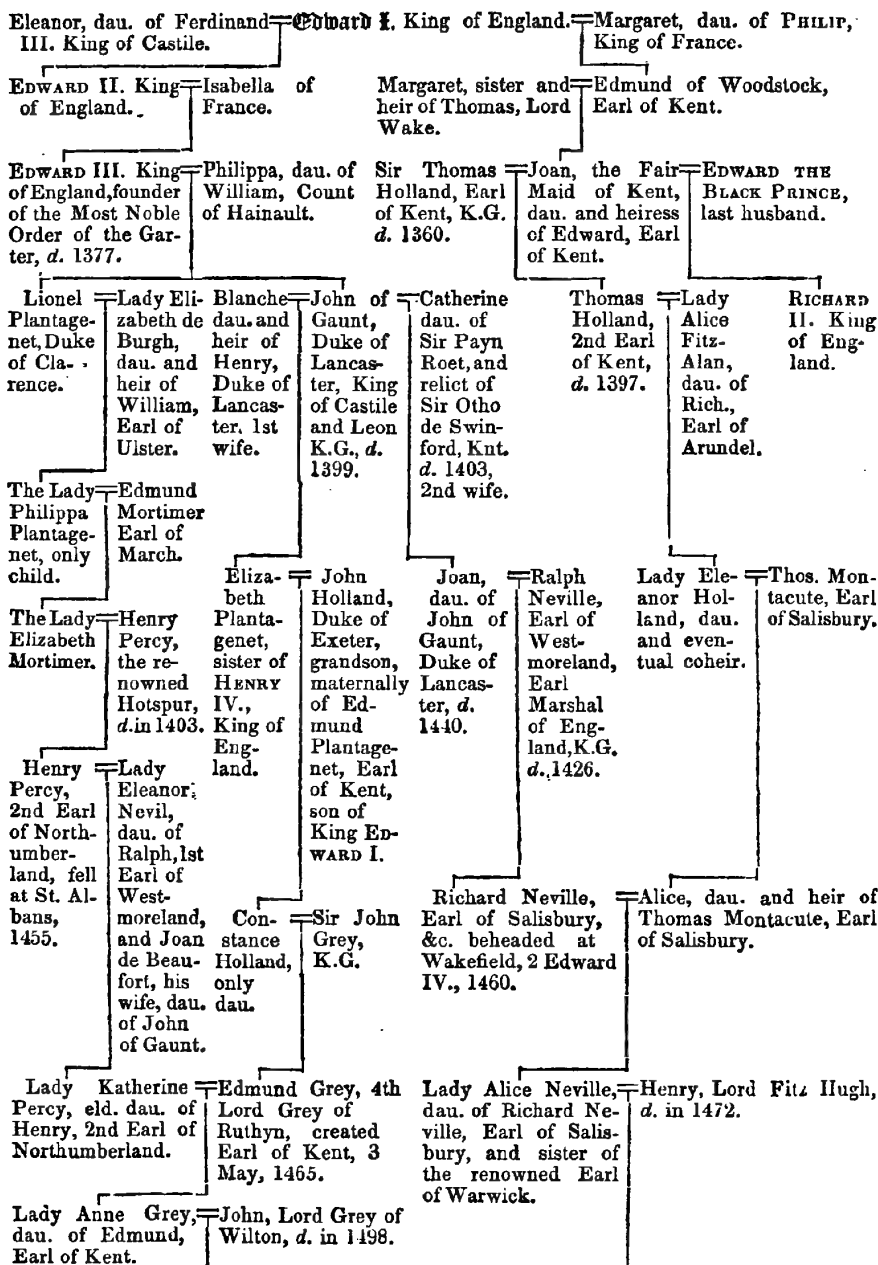 Eleanor, dau. of Ferdinand
III. King of Castile.
Edward I. King of England.
Margaret, dau. of PHILIP,
King of France.
EDWARD II. King
of England.
Isabella of
France.
Margaret, sister and
heir of Thomas, Lord
Wake.
Edmund of Woodstock,
Earl of Kent.
EDWARD III. King
of England, founder
of the Most Noble
Order of the Gar-
ter, d. 1377.
Philippa, dau. of
William, Count
of Hainault.
Sir Thomas
Holland, Earl
of Kent, K.G.
d. 1360.
Joan, the Fair
Maid of Kent,
dau. and heiress
of Edward, Earl
of Kent.
EDWARD THE
BLACK PRINCE,
last husband.
Lionel
Plantage-
net, Duke
of Cla-
rence.
Lady Eli-
zabeth de
Burgh,
dau. and
heir of
William,
Earl of
Ulster.
Blanche
dau. and
heir of
Henry,
Duke of
Lancas-
ter, 1st
wife.
John of
Gaunt,
Duke of
Lancas-
ter, King
of Castile
and Leon
K.G., d.
1399.
Catherine
dau. of
Sir Payn
Roet, and
relict of
Sir Otho
de Swin-
ford, Knt.
d. 1403,
2nd wife.
Thomas
Holland,
2nd Earl
of Kent,
d. 1397.
Lady
Alice
Fitz-
Alan,
dau. of
Rich.,
Earl of
Arundel.
RICHARD
II. King
of Eng-
land.
The Lady
Philippa
Plantage-
net, only
child.
Edmund
Mortimer
Earl of
March.
Eliza-
beth
Planta-
genet,
sister of
HENRY
IV.,
King of
Eng-
land.
John
Holland,
Duke of
Exeter,
grandson,
maternally
of Ed-
mund
Plantage-
net, Earl
of Kent,
son of
King ED-
WARD I.
Joan,
dau. of
John of
Gaunt,
Duke of
Lancas-
ter, d.
1440.
Ralph
Neville,
Earl of
West-
moreland,
Earl
Marshal
of Eng-
land, K.G.
d. 1426.
Lady Ele-
anor Hol-
land, dau.
and even-
tual coheir.
Thos. Mon-
tacute, Earl
of Salisbury.
The Lady
Elizabeth
Mortimer.
Henry
Percy,
the re-
nowned
Hotspur,
d. in 1403.
Henry
Percy,
2nd Earl
of North-
umber-
land, fell
at St. Al-
bans,
1455.
Lady
Eleanor
Nevil,
dau. of
Ralph, 1st
Earl of
West-
moreland,
and Joan
de Beau-
fort, his
wife, dau.
of John
of Gaunt.
Con-
stance
Holland,
only
dau.
Sir John
Grey,
K.G.
Richard Neville,
Earl of Salisbury,
&c. beheaded at
Wakefield, 2 Edward
IV., 1460.
Alice, dau. and heir of
Thomas Montacute, Earl
of Salisbury.
Lady Katherine
Percy, eld. dau. of
Henry, 2nd Earl of
Northumberland.
Edmund Grey, 4th
Lord Grey of
Ruthyn, created
Earl of Kent, 3
May, 1465.
Lady Alice Neville,
dau. of Richard Ne-
ville, Earl of Salis-
bury, and sister of
the renowned Earl
of Warwick.
Henry, Lord Fitz Hugh,
d. in 1472.
Lady Anne Grey,
dau. of Edmund,
Earl of Kent.
John, Lord Grey of
Wilton, d. in 1498.